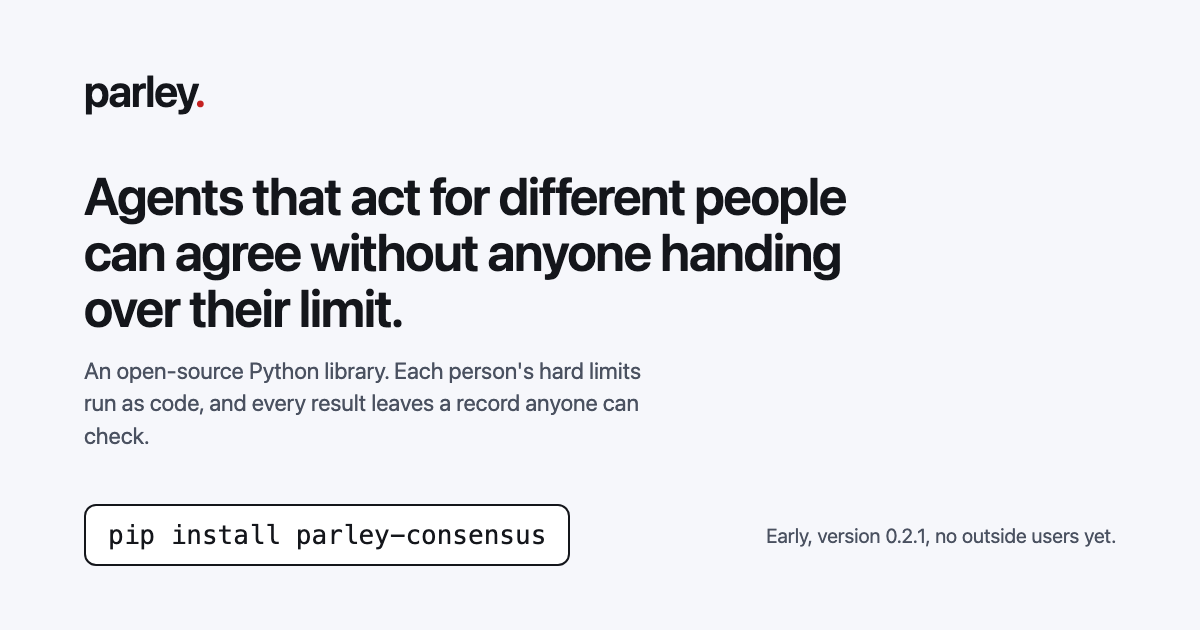 parley.
Agents that act for different people
can agree without anyone handing
over their limit.
An open-source Python library. Each person's hard limits
run as code, and every result leaves a record anyone can
check.
pip install parley-consensus
Early, version 0.2.1, no outside users yet.